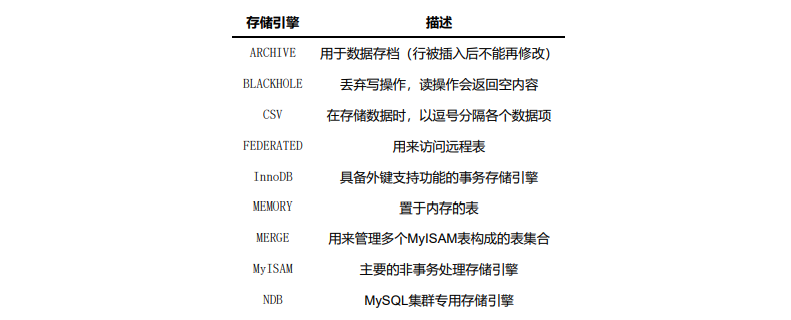 存储引擎 描述
ARCHIVE 用于数据存档（行被插入后不能再修改）
BLACKHOLE 丢弃写操作，读操作会返回空内容
CSV 在存储数据时，以逗号分隔各个数据项
FEDERATED 用来访问远程表
InnoDB 具备外键支持功能的事务存储引擎
MEMORY 置于内存的表
MERGE 用来管理多个MyISAM表构成的表集合
MyISAM 主要的非事务处理存储引擎
NDB MySQL集群专用存储引擎